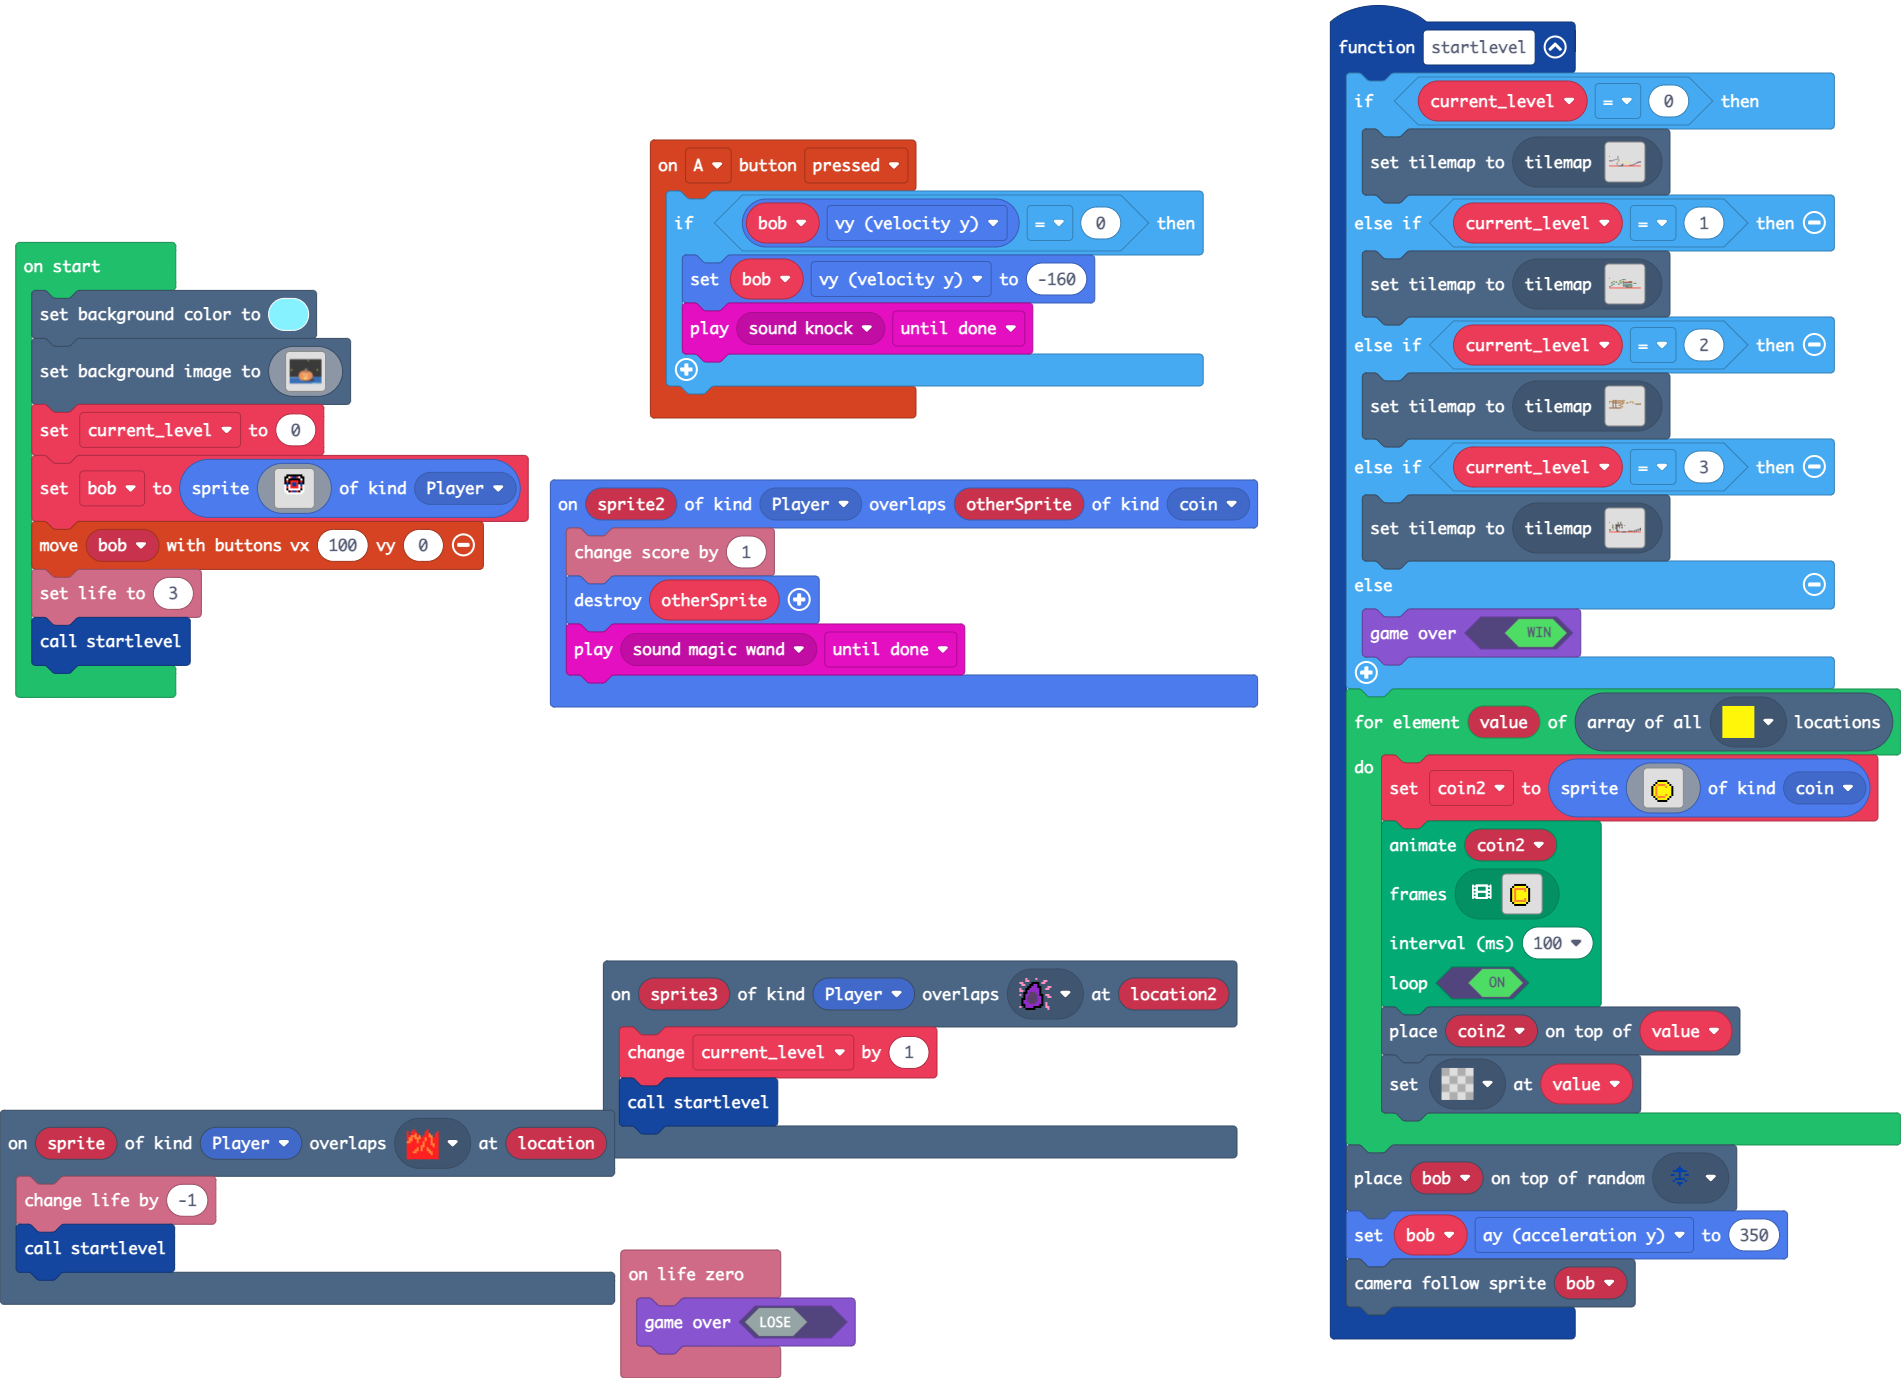 on start
set background color to
set background image to
set current_level to 0
set bob to sprite of kind Player
move bob with buttons vx 100 vy 0
set life to 3
call startlevel
on A button pressed
if bob vy (velocity y) = 0 then
set bob vy (velocity y) to -160
play sound knock until done
on sprite2 of kind Player overlaps otherSprite of kind coin
change score by 1
destroy otherSprite
play sound magic wand until done
on sprite3 of kind Player overlaps at location2
change current_level by 1
call startlevel
on sprite of kind Player overlaps at location
change life by -1
call startlevel
on life zero
game over LOSE
function startlevel
if current_level = 0 then
set tilemap to tilemap
else if current_level = 1 then
set tilemap to tilemap
else if current_level = 2 then
set tilemap to tilemap
else if current_level = 3 then
set tilemap to tilemap
else
game over WIN
for element value of array of all locations
do
set coin2 to sprite of kind coin
animate coin2
frames
interval (ms) 100
loop ON
place coin2 on top of value
set at value
place bob on top of random
set bob ay (acceleration y) to 350
camera follow sprite bob